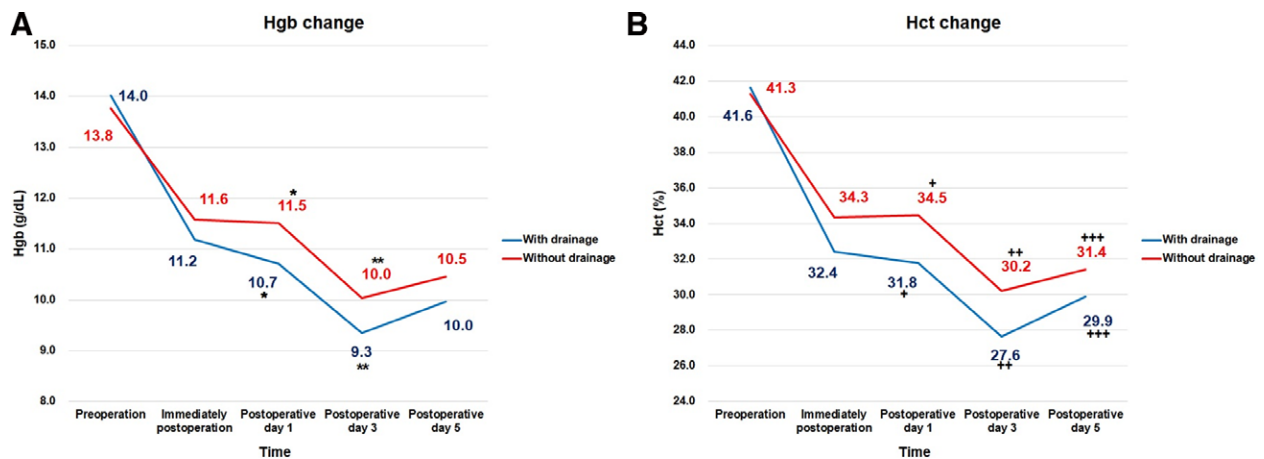 A
Hgb change
15.0
14.0
13.0
12.0
11.0
10.0
9.0
8.0
Hgb (g/dL)
14.0
13.8
11.6
11.2
*
11.5
10.7
*
**
10.0
9.3
**
10.5
10.0
With drainage
Without drainage
Preoperation
Immediately
postoperation
Postoperative
day 1
Postoperative
day 3
Postoperative
day 5
Time
B
Hct change
44.0
42.0
40.0
38.0
36.0
34.0
32.0
30.0
28.0
26.0
24.0
Hct (%)
41.3
41.6
34.3
32.4
+
34.5
31.8
+
++
30.2
27.6
++
+++
31.4
29.9
+++
With drainage
Without drainage
Preoperation
Immediately
postoperation
Postoperative
day 1
Postoperative
day 3
Postoperative
day 5
Time